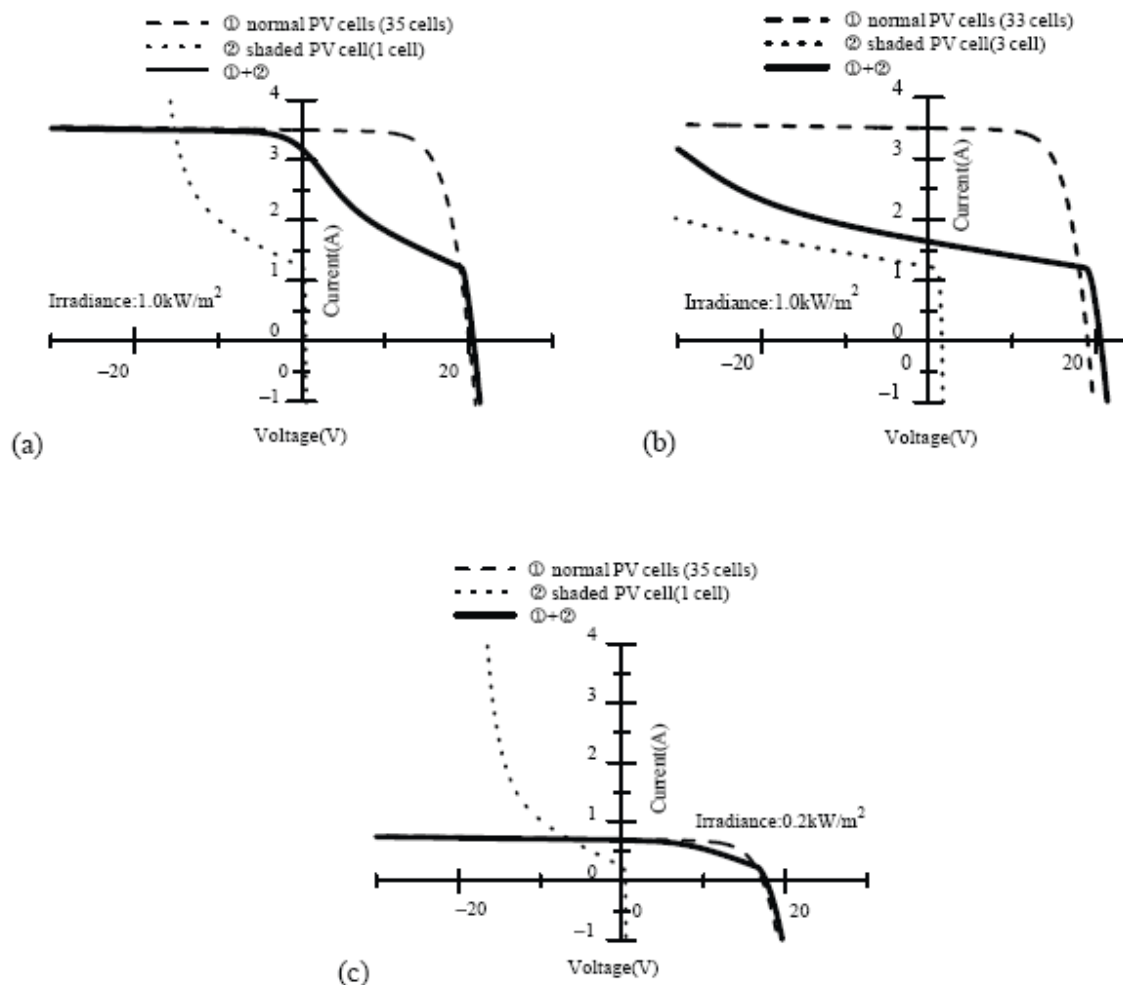 ① normal PV cells (35 cells)
② shaded PV cell(1 cell)
①+②
4
3
2
1
0
−1
Current(A)
Irradiance:1.0kW/m²
−20
0
20
Voltage(V)
(a)
① normal PV cells (33 cells)
② shaded PV cell(3 cell)
①+②
4
3
2
1
0
−1
Current(A)
Irradiance:1.0kW/m²
−20
0
20
Voltage(V)
(b)
① normal PV cells (35 cells)
② shaded PV cell(1 cell)
①+②
4
3
2
1
0
−1
Current(A)
Irradiance:0.2kW/m²
−20
0
20
Voltage(V)
(c)